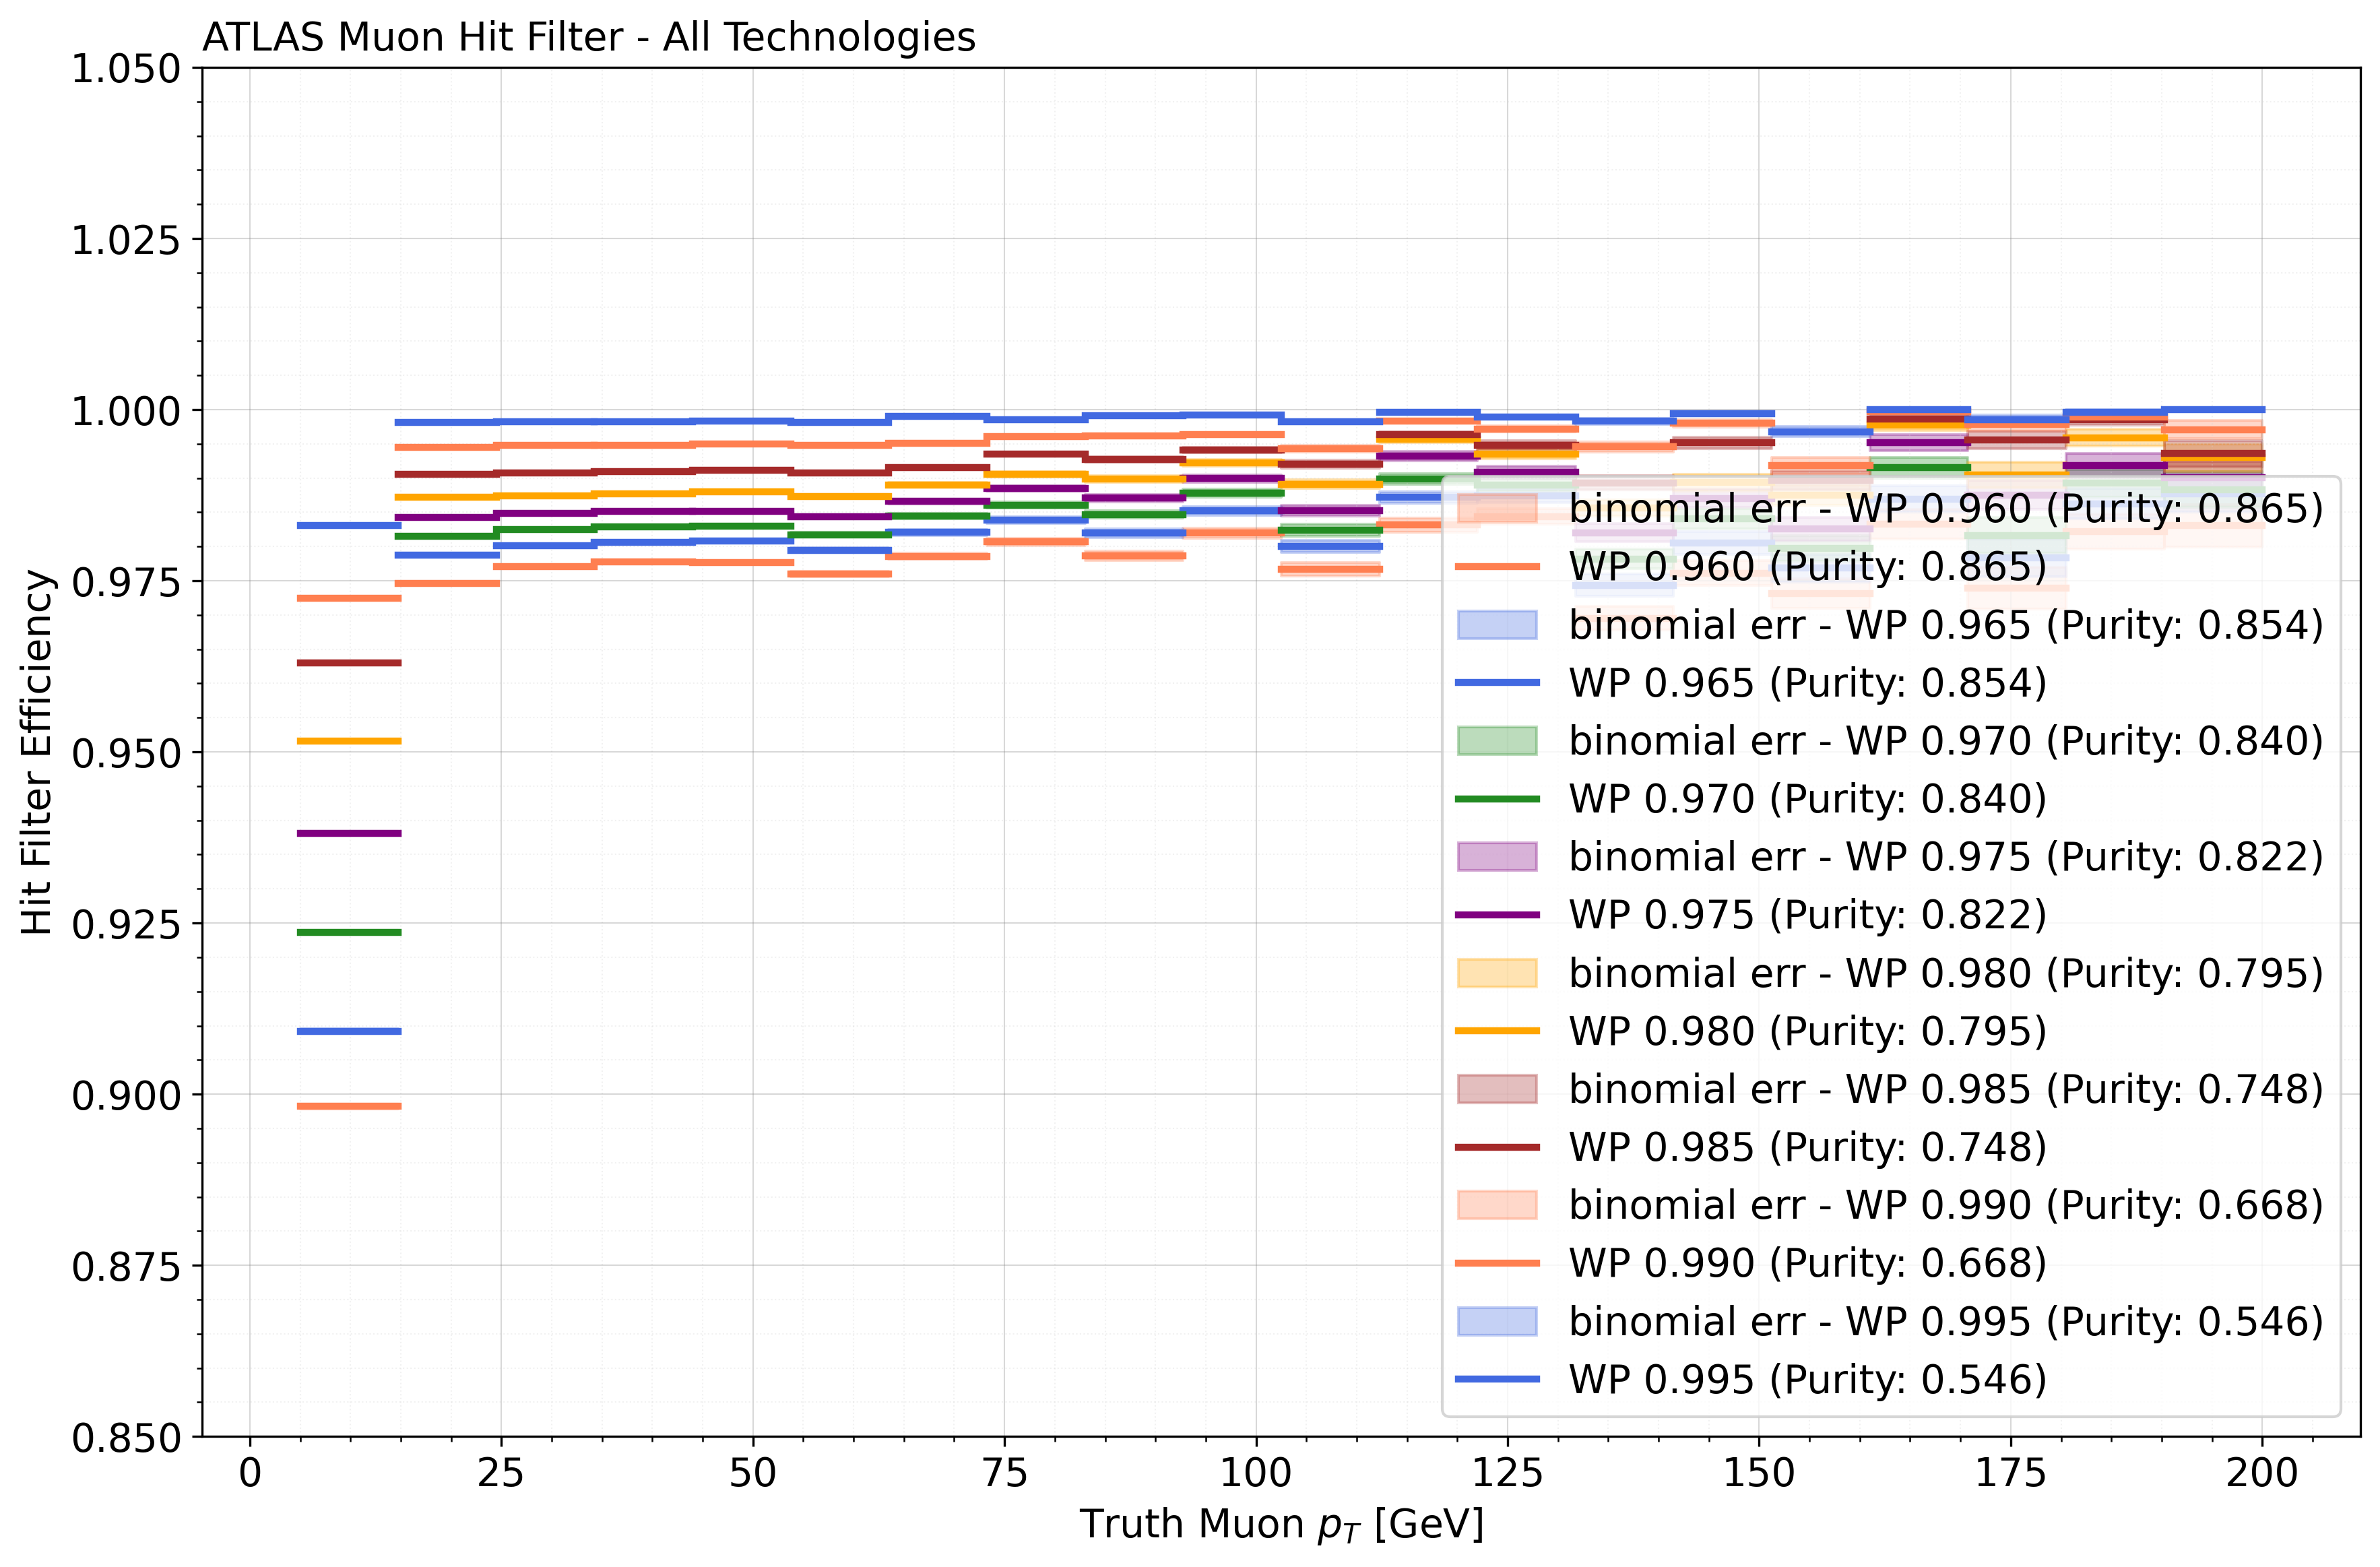 ATLAS Muon Hit Filter - All Technologies
1.050
1.025
1.000
0.975
0.950
0.925
0.900
0.875
0.850
Hit Filter Efficiency
binomial err - WP 0.960 (Purity: 0.865)
WP 0.960 (Purity: 0.865)
binomial err - WP 0.965 (Purity: 0.854)
WP 0.965 (Purity: 0.854)
binomial err - WP 0.970 (Purity: 0.840)
WP 0.970 (Purity: 0.840)
binomial err - WP 0.975 (Purity: 0.822)
WP 0.975 (Purity: 0.822)
binomial err - WP 0.980 (Purity: 0.795)
WP 0.980 (Purity: 0.795)
binomial err - WP 0.985 (Purity: 0.748)
WP 0.985 (Purity: 0.748)
binomial err - WP 0.990 (Purity: 0.668)
WP 0.990 (Purity: 0.668)
binomial err - WP 0.995 (Purity: 0.546)
WP 0.995 (Purity: 0.546)
0 25 50 75 100 125 150 175 200
Truth Muon p_T [GeV]